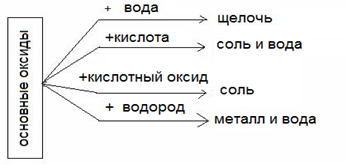 основные оксиды
+ вода
щелочь
+кислота
соль и вода
+кислотный оксид
соль
+ водород
металл и вода